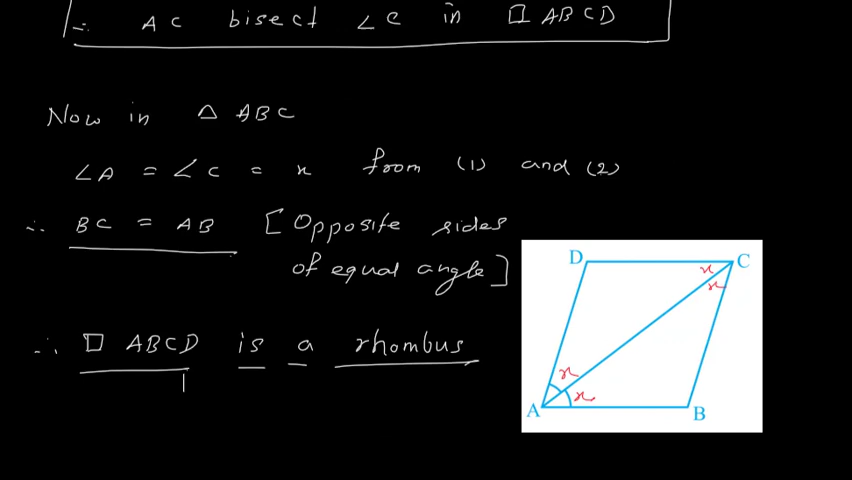 ∴ AC bisect ∠C in □ ABCD
Now in △ ABC
∠A = ∠C = x from (1) and (2)
∴ BC = AB [Opposite sides
of equal angle]
∴ □ ABCD is a rhombus
D
C
x
x
x
x
A
B